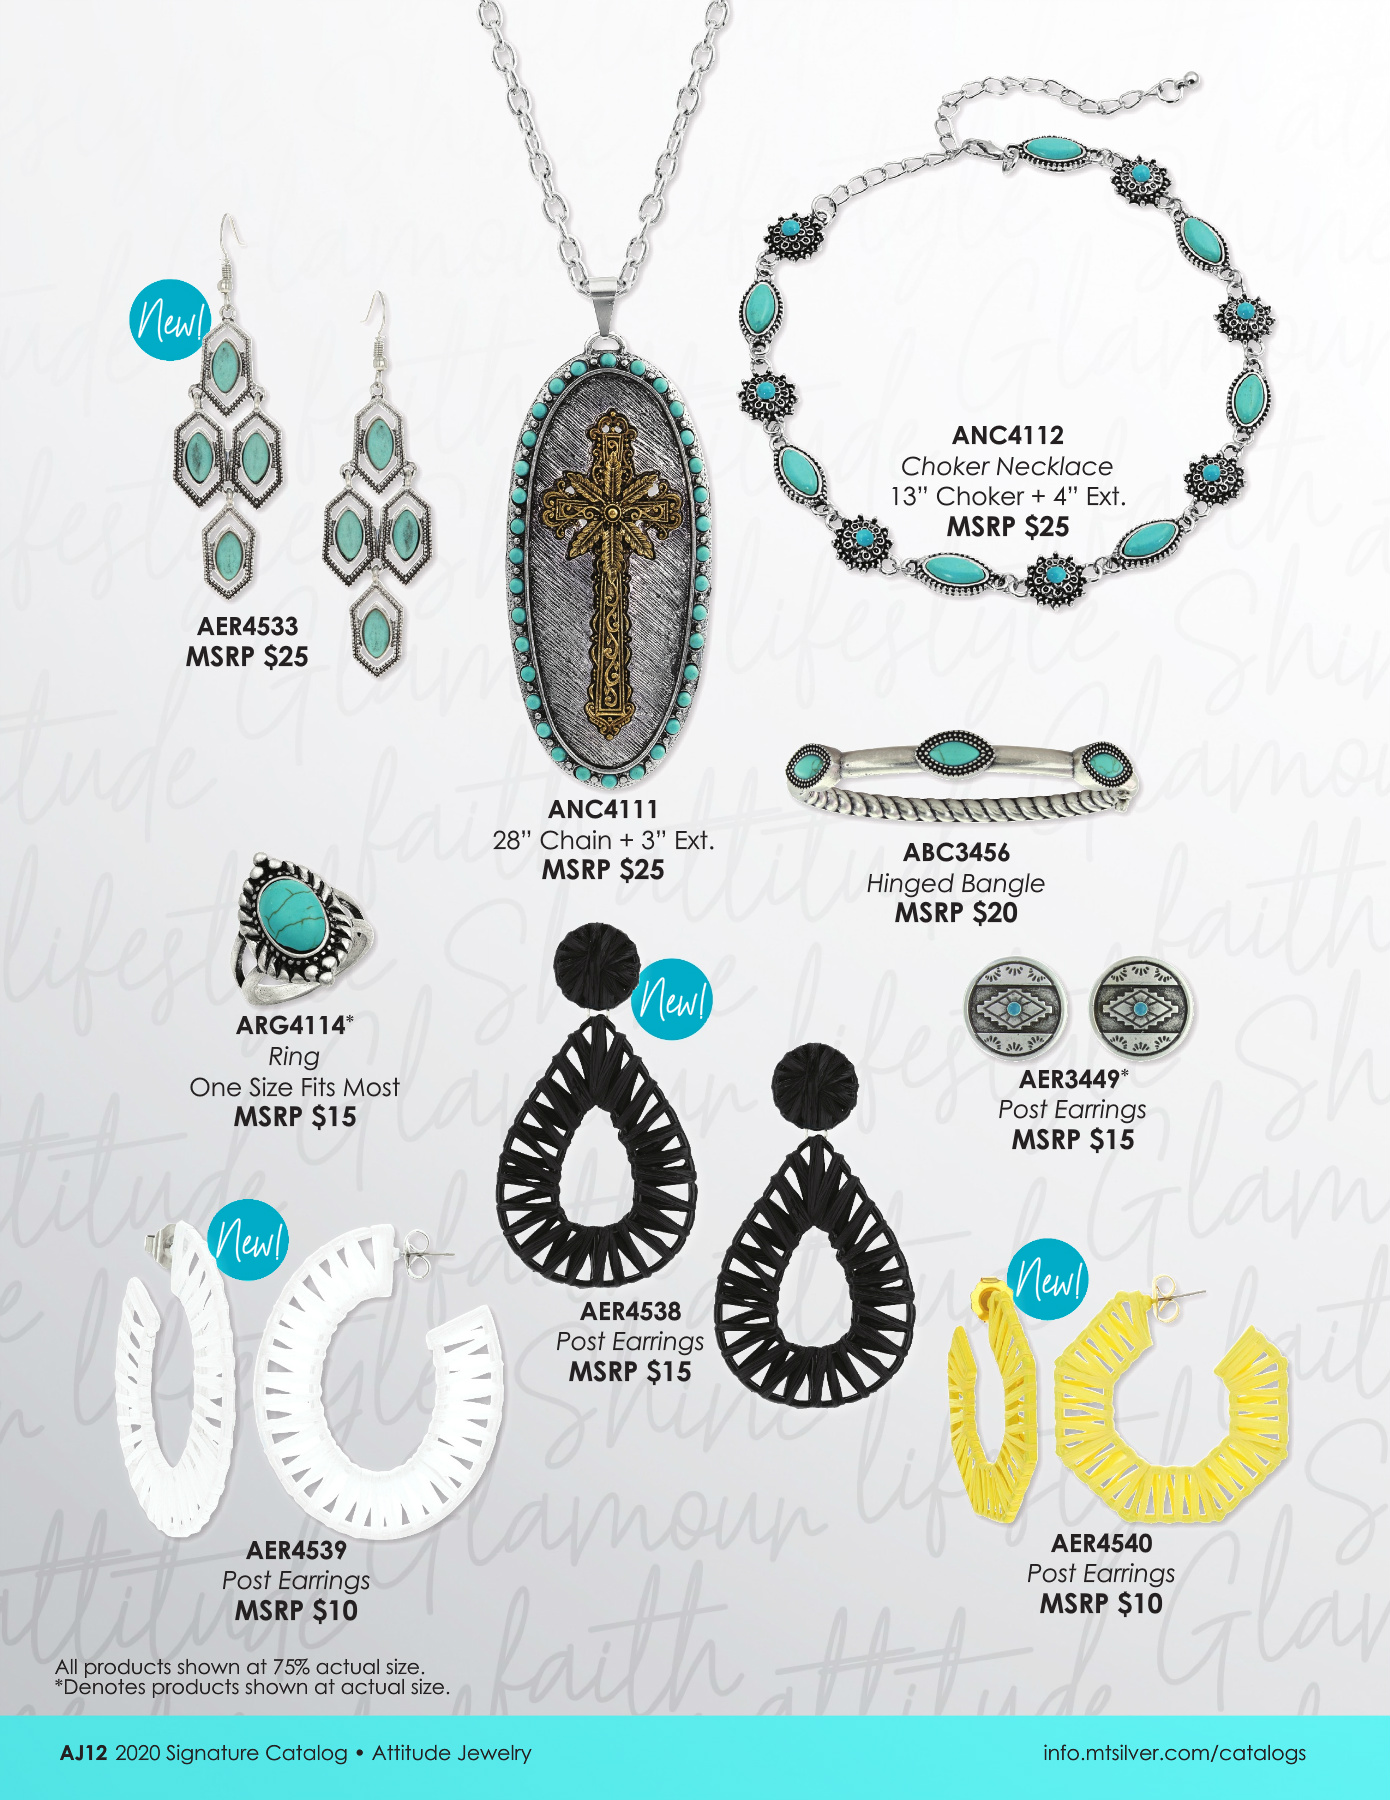 New!
AER4533
MSRP $25
ANC4111
28” Chain + 3” Ext.
MSRP $25
ANC4112
Choker Necklace
13” Choker + 4” Ext.
MSRP $25
ABC3456
Hinged Bangle
MSRP $20
ARG4114*
Ring
One Size Fits Most
MSRP $15
New!
AER4538
Post Earrings
MSRP $15
AER3449*
Post Earrings
MSRP $15
New!
AER4539
Post Earrings
MSRP $10
New!
AER4540
Post Earrings
MSRP $10
All products shown at 75% actual size.
*Denotes products shown at actual size.
AJ12 2020 Signature Catalog • Attitude Jewelry
info.mtsilver.com/catalogs